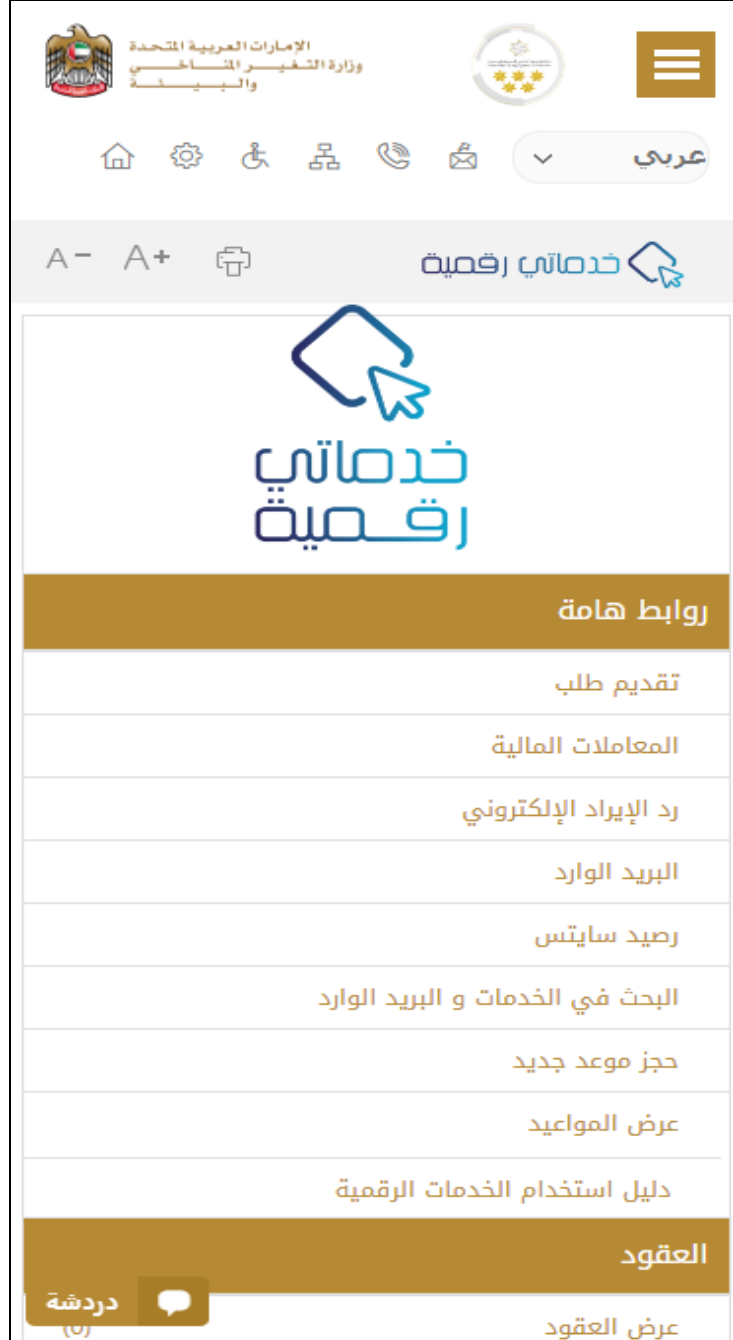 الإمارات العربية المتحدة
وزارة التغير المناخي
والبيئة
عربي
A- A+
خدماتي رقمية
خدماتي
رقمية
روابط هامة
تقديم طلب
المعاملات المالية
رد الإيراد الإلكتروني
البريد الوارد
رصيد سايتس
البحث في الخدمات و البريد الوارد
حجز موعد جديد
عرض المواعيد
دليل استخدام الخدمات الرقمية
العقود
دردشة
عرض العقود
(0)